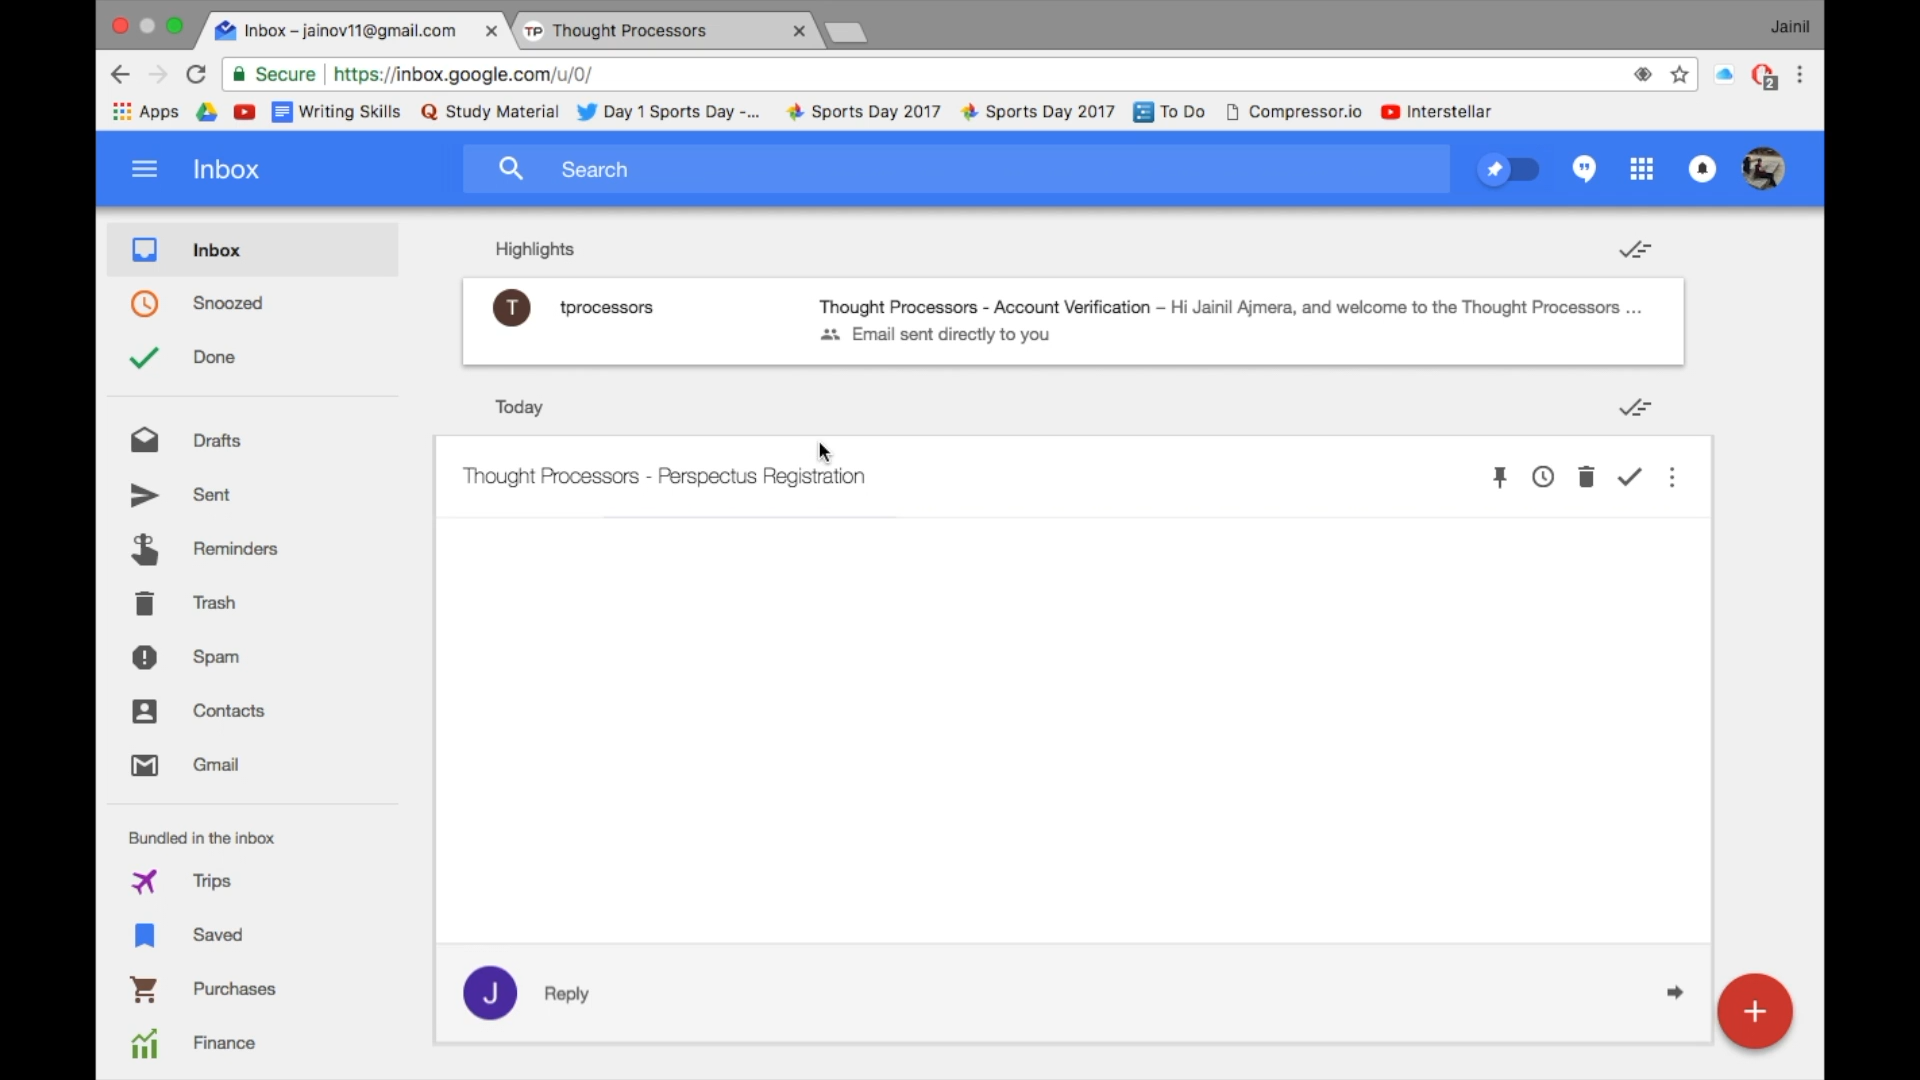 Inbox – jainov11@gmail.com
TP Thought Processors
Jainil
Secure https://inbox.google.com/u/0/
2
Apps
Writing Skills
Study Material
Day 1 Sports Day -...
Sports Day 2017
Sports Day 2017
To Do
Compressor.io
Interstellar
Inbox
Search
Inbox
Snoozed
Done
Drafts
Sent
Reminders
Trash
Spam
Contacts
Gmail
Bundled in the inbox
Trips
Saved
Purchases
Finance
Highlights
T
tprocessors
Thought Processors - Account Verification – Hi Jainil Ajmera, and welcome to the Thought Processors ...
Email sent directly to you
Today
Thought Processors - Perspectus Registration
J
Reply